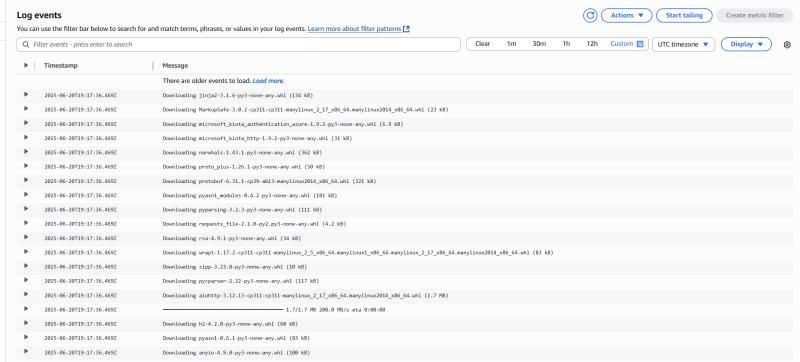 Log events
Actions
Start tailing
Create metric filter
You can use the filter bar below to search for and match terms, phrases, or values in your log events. Learn more about filter patterns
Filter events - press enter to search
Clear 1m 30m 1h 12h Custom
UTC timezone
Display
Timestamp Message
There are older events to load. Load more.
2025-06-20T19:17:36.469Z Downloading jinja2-3.1.6-py3-none-any.whl (134 kB)
2025-06-20T19:17:36.469Z Downloading MarkupSafe-3.0.2-cp311-cp311-manylinux_2_17_x86_64.manylinux2014_x86_64.whl (23 kB)
2025-06-20T19:17:36.469Z Downloading microsoft_kiota_authentication_azure-1.9.2-py3-none-any.whl (6.9 kB)
2025-06-20T19:17:36.469Z Downloading microsoft_kiota_http-1.9.2-py3-none-any.whl (31 kB)
2025-06-20T19:17:36.469Z Downloading narwhals-1.43.1-py3-none-any.whl (362 kB)
2025-06-20T19:17:36.469Z Downloading proto_plus-1.26.1-py3-none-any.whl (50 kB)
2025-06-20T19:17:36.469Z Downloading protobuf-6.31.1-cp39-abi3-manylinux2014_x86_64.whl (321 kB)
2025-06-20T19:17:36.469Z Downloading pyasn1_modules-0.4.2-py3-none-any.whl (181 kB)
2025-06-20T19:17:36.469Z Downloading pyparsing-3.2.3-py3-none-any.whl (111 kB)
2025-06-20T19:17:36.469Z Downloading requests_file-2.1.0-py2.py3-none-any.whl (4.2 kB)
2025-06-20T19:17:36.469Z Downloading rsa-4.9.1-py3-none-any.whl (34 kB)
2025-06-20T19:17:36.469Z Downloading wrapt-1.17.2-cp311-cp311-manylinux_2_5_x86_64.manylinux1_x86_64.manylinux_2_17_x86_64.manylinux2014_x86_64.whl (83 kB)
2025-06-20T19:17:36.469Z Downloading zipp-3.23.0-py3-none-any.whl (10 kB)
2025-06-20T19:17:36.469Z Downloading pycparser-2.22-py3-none-any.whl (117 kB)
2025-06-20T19:17:36.469Z Downloading aiohttp-3.12.13-cp311-cp311-manylinux_2_17_x86_64.manylinux2014_x86_64.whl (1.7 MB)
2025-06-20T19:17:36.469Z 1.7/1.7 MB 200.0 MB/s eta 0:00:00
2025-06-20T19:17:36.469Z Downloading h2-4.2.0-py3-none-any.whl (60 kB)
2025-06-20T19:17:36.469Z Downloading pyasn1-0.6.1-py3-none-any.whl (83 kB)
2025-06-20T19:17:36.469Z Downloading anyio-4.9.0-py3-none-any.whl (100 kB)